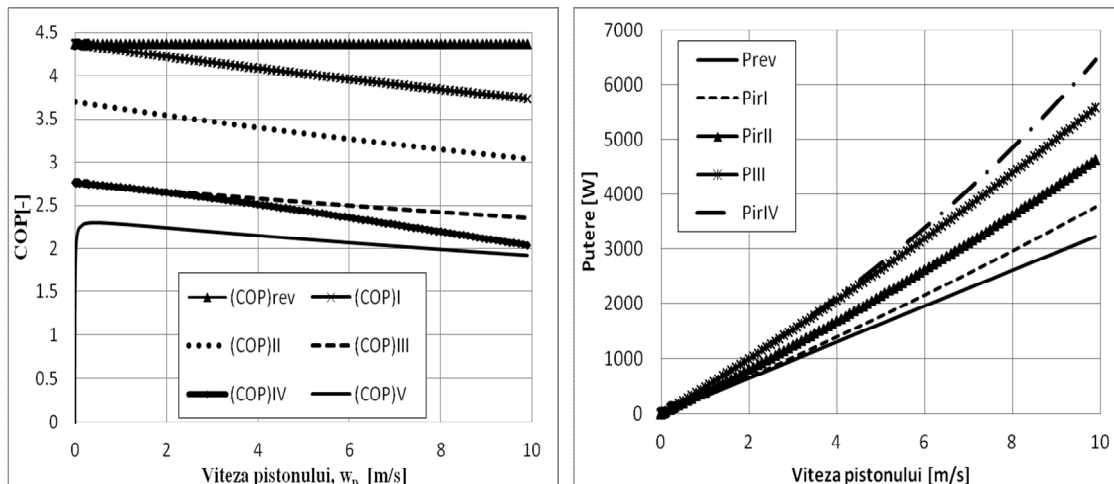 4.5
4
3.5
3
2.5
2
1.5
1
0.5
0
COP[-]
(COP)rev
(COP)I
(COP)II
(COP)III
(COP)IV
(COP)V
0
2
4
6
8
10
Viteza pistonului, wp [m/s]
7000
6000
5000
4000
3000
2000
1000
0
Putere [W]
Prev
PirI
PirII
PIII
PirIV
0
2
4
6
8
10
Viteza pistonului [m/s]